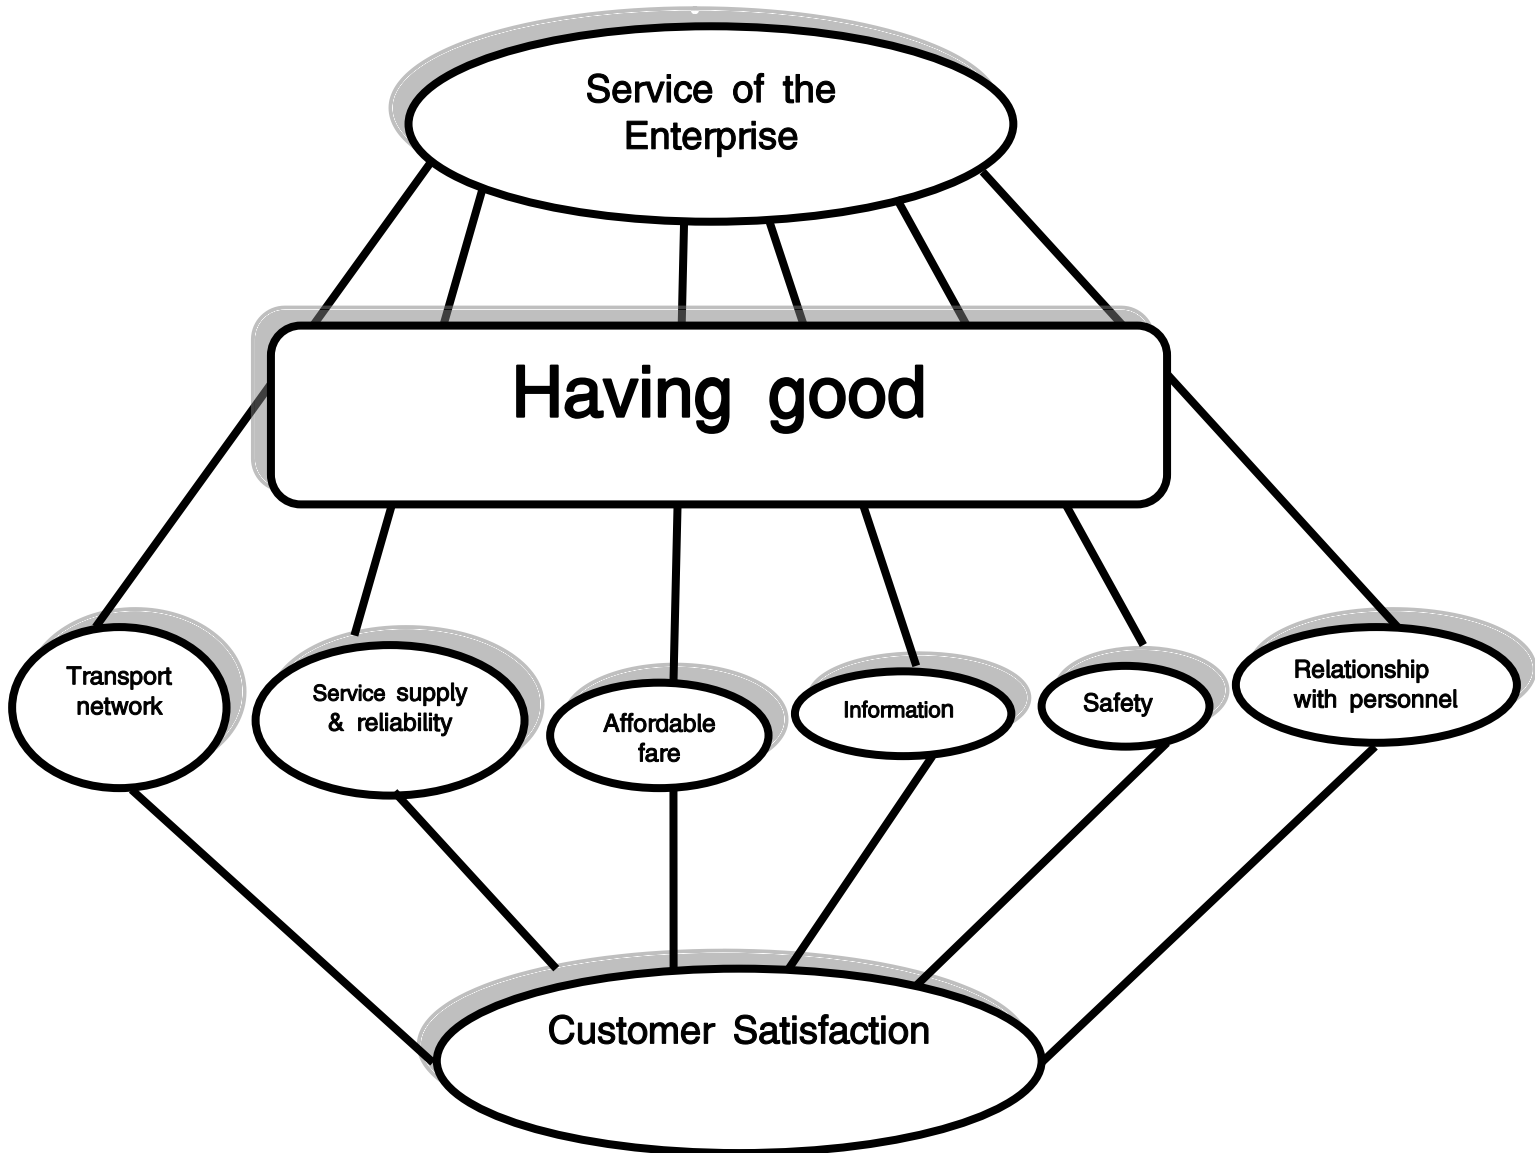 Service of the
Enterprise
Having good
Transport
network
Service supply
& reliability
Affordable
fare
Information
Safety
Relationship
with personnel
Customer Satisfaction